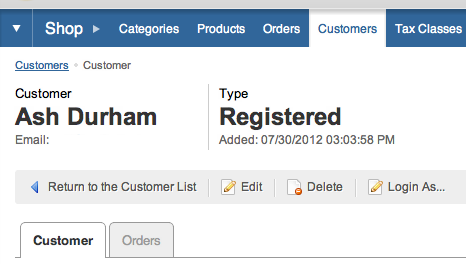 Shop Categories Products Orders Customers Tax Classes
Customers • Customer
Customer Type
Ash Durham Registered
Email: Added: 07/30/2012 03:03:58 PM
Return to the Customer List Edit Delete Login As...
Customer Orders